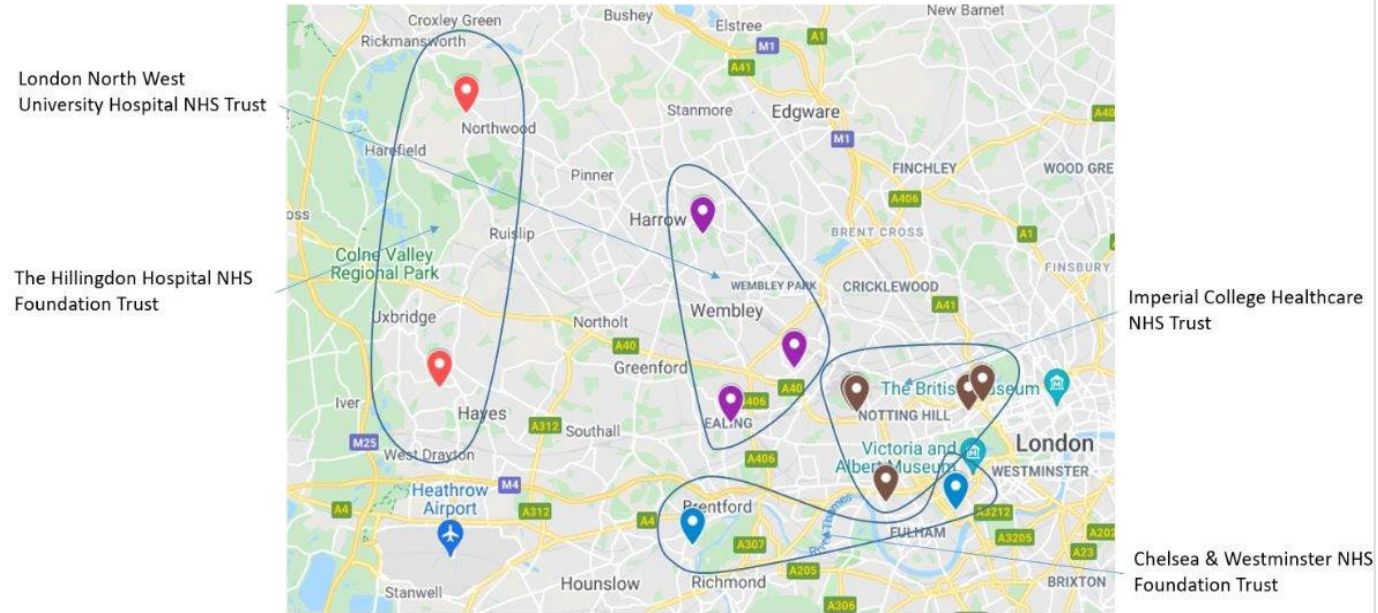 London North West
University Hospital NHS Trust
The Hillingdon Hospital NHS
Foundation Trust
Imperial College Healthcare
NHS Trust
Chelsea & Westminster NHS
Foundation Trust
Croxley Green
Rickmansworth
Bushey
Elstree
New Barnet
M1
A1
A41
Stanmore
Edgware
Northwood
Harefield
M1
FINCHLEY
WOOD GRE
Pinner
A406
Harrow
Ruislip
BRENT CROSS
A1
Colne Valley
Regional Park
FINSBURY
WEMBLEY PARK
CRICKLEWOOD
A41
Uxbridge
Northolt
Wembley
A40
Greenford
A40
The Britis
useum
Iver
Hayes
A312
Southall
EALING
NOTTING HILL
M25
West Drayton
A406
Victoria and
Albert Museum
London
WESTMINSTER
Heathrow
Airport
M4
A4
A312
A4
Brentford
River Thames
FULHAM
A3212
A307
A3205
A202
A23
Stanwell
Hounslow
Richmond
A205
A306
BRIXTON